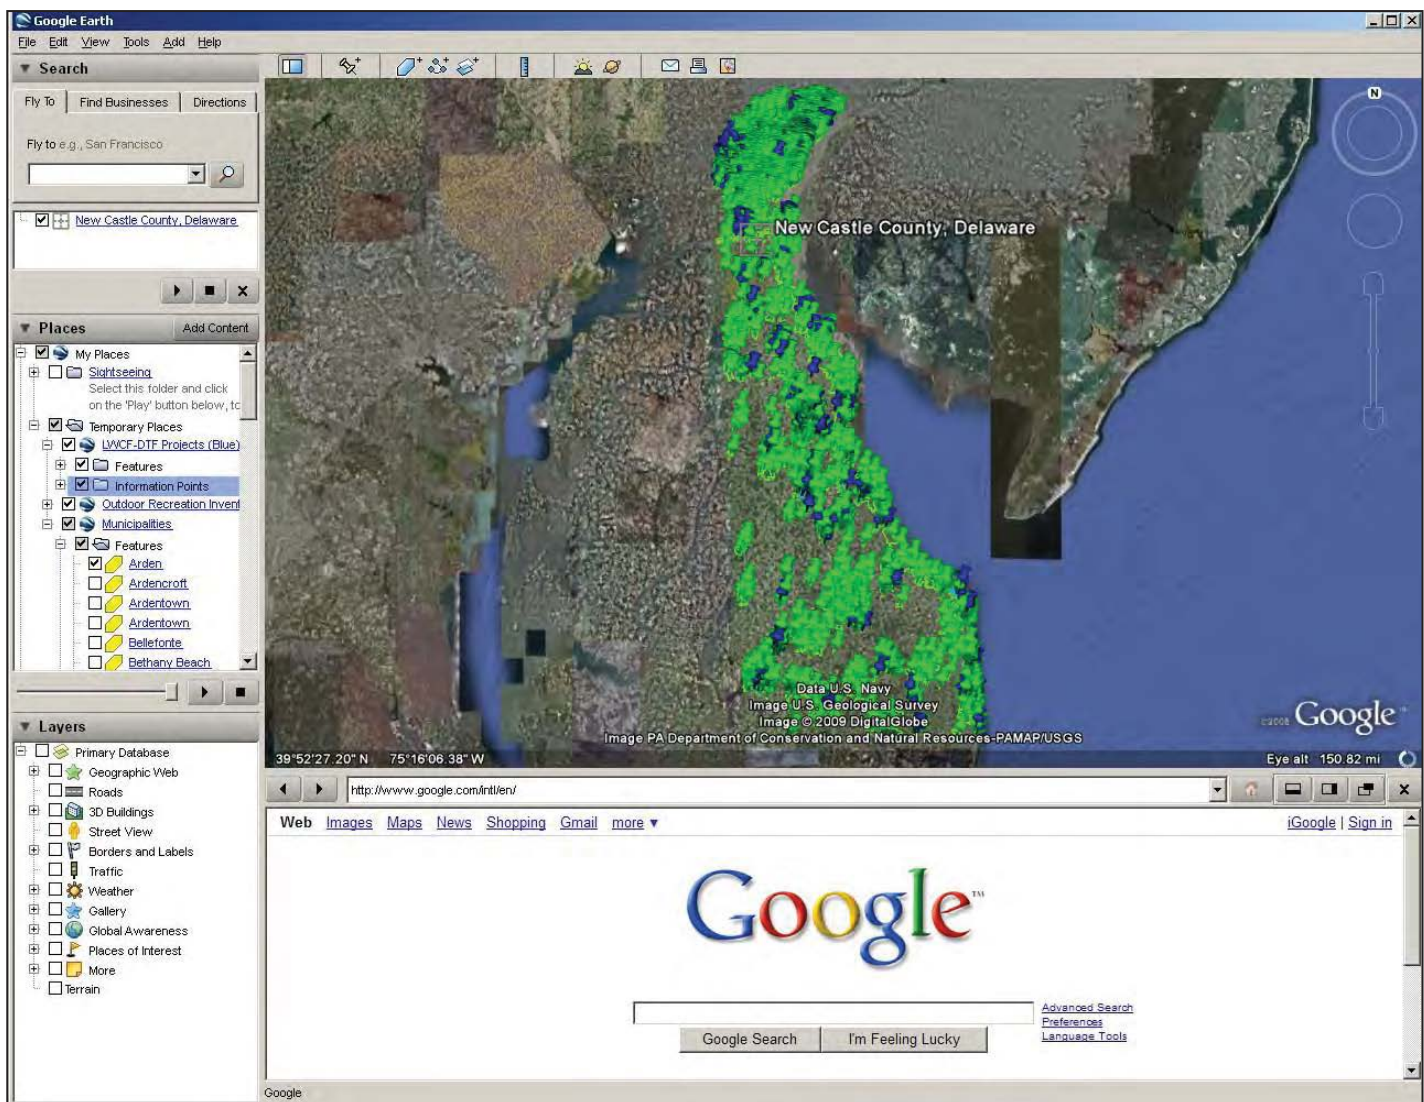 Google Earth
File Edit View Tools Add Help
Search
Fly To Find Businesses Directions
Fly to e.g., San Francisco
New Castle County, Delaware
Places Add Content
My Places
Sightseeing
Select this folder and click
on the 'Play' button below, to
Temporary Places
LWCF-DTF Projects (Blue)
Features
Information Points
Outdoor Recreation Inven
Municipalities
Features
Arden
Ardencroft
Ardentown
Ardentown
Bellefonte
Bethany Beach
Layers
Primary Database
Geographic Web
Roads
3D Buildings
Street View
Borders and Labels
Traffic
Weather
Gallery
Global Awareness
Places of Interest
More
Terrain
N
New Castle County, Delaware
Data U.S. Navy
Image U.S. Geological Survey
Image © 2009 DigitalGlobe
Image PA Department of Conservation and Natural Resources-PAMAP/USGS
©2008 Google
39°52'27.20" N 75°16'06.38" W
Eye alt 150.82 mi
http://www.google.com/intl/en/
Web Images Maps News Shopping Gmail more ▼ iGoogle | Sign in
Google™
Advanced Search
Preferences
Language Tools
Google Search I'm Feeling Lucky
Google